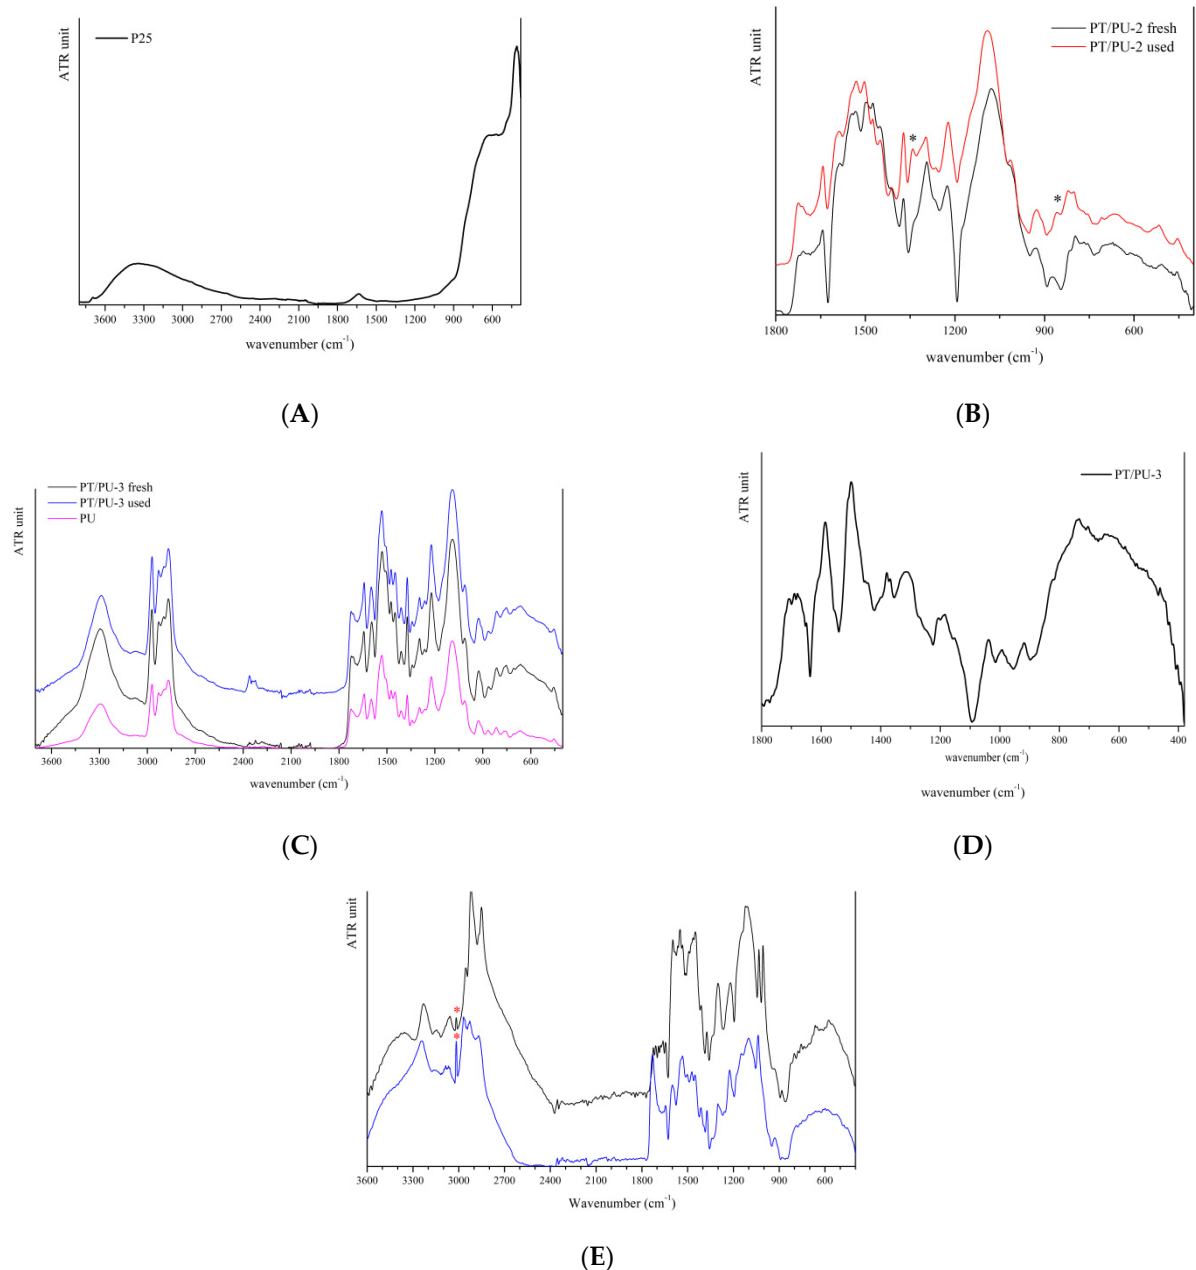 P25
ATR unit
3600 3300 3000 2700 2400 2100 1800 1500 1200 900 600
wavenumber (cm-1)
(A)
PT/PU-2 fresh
PT/PU-2 used
ATR unit
*
*
1800 1500 1200 900 600
wavenumber (cm-1)
(B)
PT/PU-3 fresh
PT/PU-3 used
PU
ATR unit
3600 3300 3000 2700 2400 2100 1800 1500 1200 900 600
wavenumber (cm-1)
(C)
PT/PU-3
ATR unit
1800 1600 1400 1200 1000 800 600 400
wavenumber (cm-1)
wavenumber (cm-1)
(D)
ATR unit
*
*
3600 3300 3000 2700 2400 2100 1800 1500 1200 900 600
Wavenumber (cm-1)
(E)